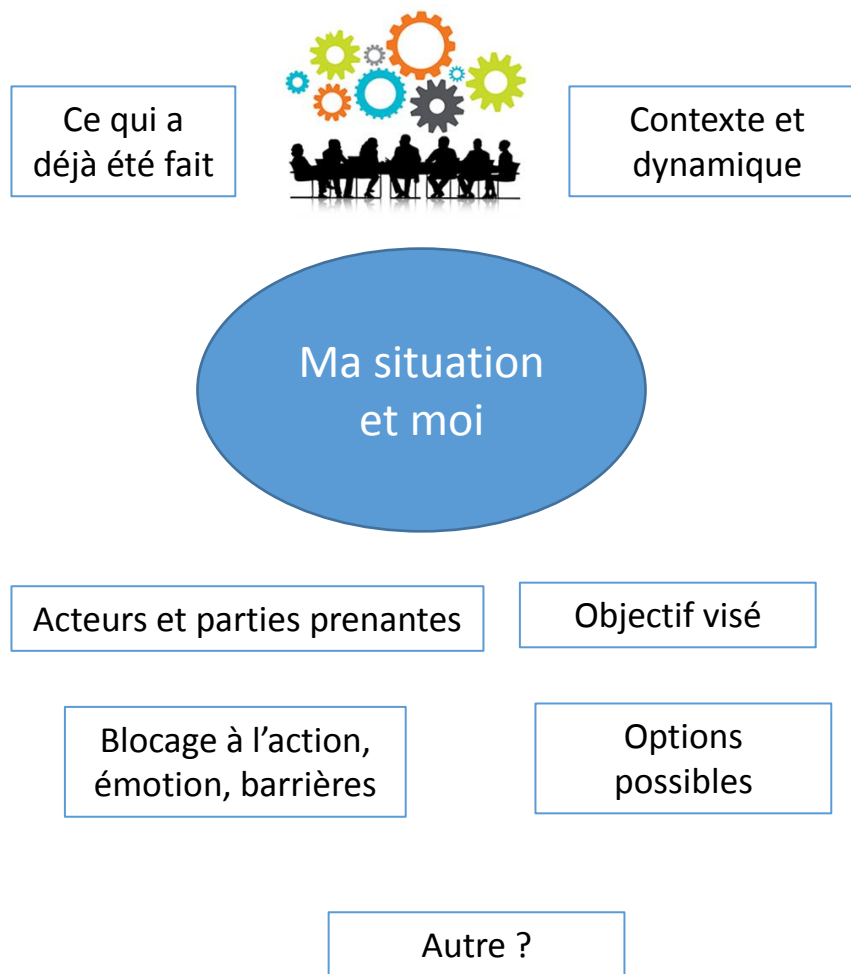 Ce qui a
déjà été fait
Contexte et
dynamique
Ma situation
et moi
Acteurs et parties prenantes
Objectif visé
Blocage à l’action,
émotion, barrières
Options
possibles
Autre ?